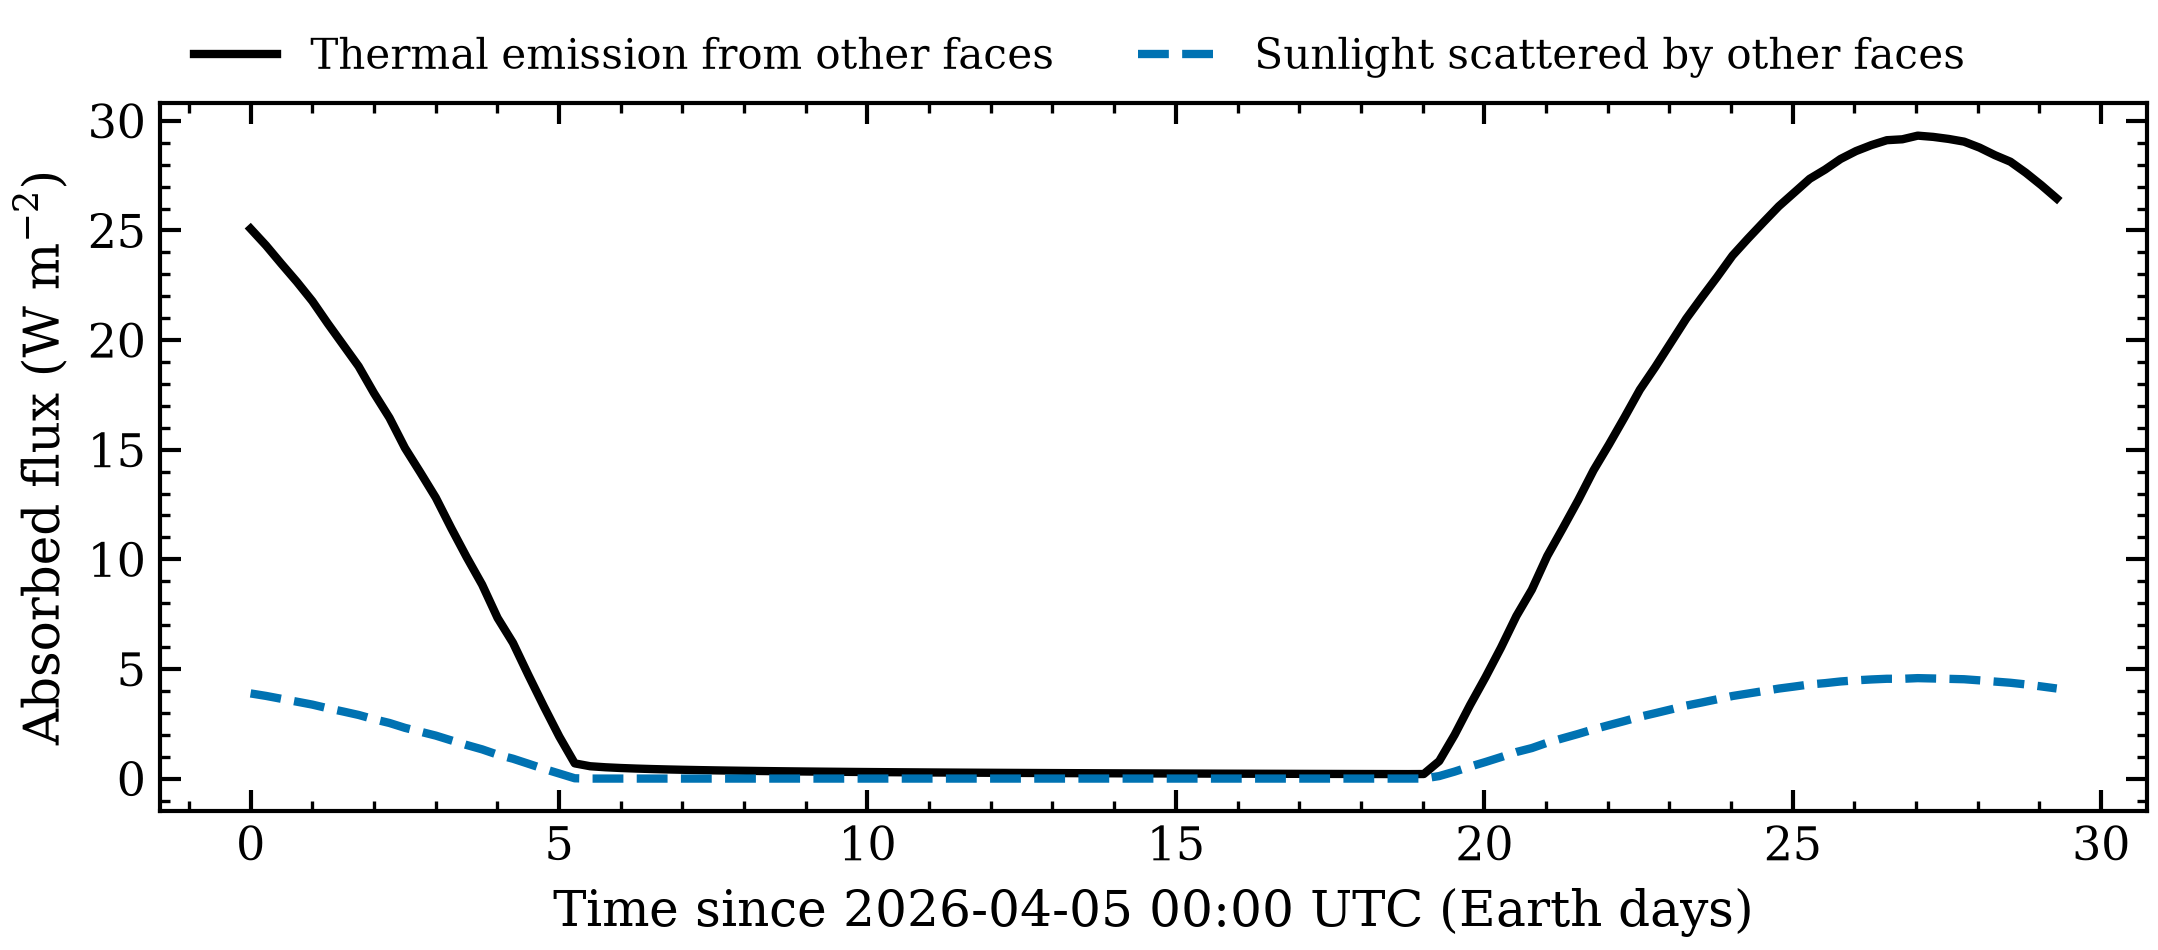 Thermal emission from other faces
Sunlight scattered by other faces
Absorbed flux (W m⁻²)
30
25
20
15
10
5
0
0 5 10 15 20 25 30
Time since 2026-04-05 00:00 UTC (Earth days)